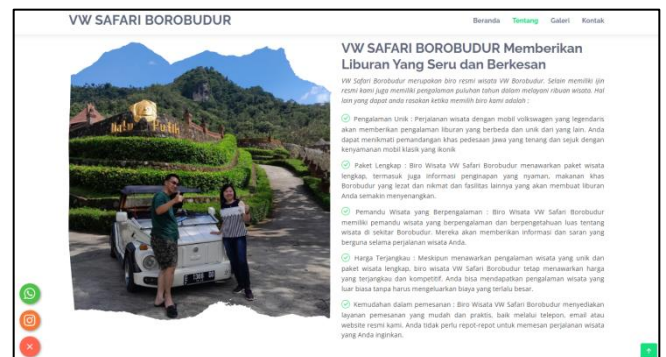 VW SAFARI BOROBUDUR
Beranda Tentang Galeri Kontak
VW SAFARI BOROBUDUR Memberikan
Liburan Yang Seru dan Berkesan
VW Safari Borobudur merupakan biro resmi wisata VW Borobudur. Selain memiliki ijin
resmi kami juga memiliki pengalaman puluhan tahun dalam melayani ribuan wisata. Hal
lain yang dapat anda rasakan ketika memilih biro kami adalah :
Pengalaman Unik : Perjalanan wisata dengan mobil volkswagen yang legendaris
akan memberikan pengalaman liburan yang berbeda dan unik dari yang lain. Anda
dapat menikmati pemandangan khas pedesaan jawa yang tenang dan sejuk dengan
kenyamanan mobil klasik yang ikonik
Paket Lengkap : Biro Wisata VW Safari Borobudur menawarkan paket wisata
lengkap, termasuk juga informasi penginapan yang nyaman, makanan khas
Borobudur yang lezat dan nikmat dan fasilitas lainnya yang akan membuat liburan
Anda semakin menyenangkan.
Pemandu Wisata yang Berpengalaman : Biro Wisata VW Safari Borobudur
memiliki pemandu wisata yang berpengalaman dan berpengetahuan luas tentang
wisata di sekitar Borobudur. Mereka akan memberikan informasi dan saran yang
berguna selama perjalanan wisata Anda.
Harga Terjangkau : Meskipun menawarkan pengalaman wisata yang unik dan
paket wisata lengkap, biro wisata VW Safari Borobudur tetap menawarkan harga
yang terjangkau dan kompetitif. Anda bisa mendapatkan pengalaman wisata yang
luar biasa tanpa harus mengeluarkan biaya yang terlalu besar.
Kemudahan dalam pemesanan : Biro Wisata VW Safari Borobudur menyediakan
layanan pemesanan yang mudah dan praktis, baik melalui telepon, email atau
website resmi kami. Anda tidak perlu repot-repot untuk memesan perjalanan wisata
yang Anda inginkan.